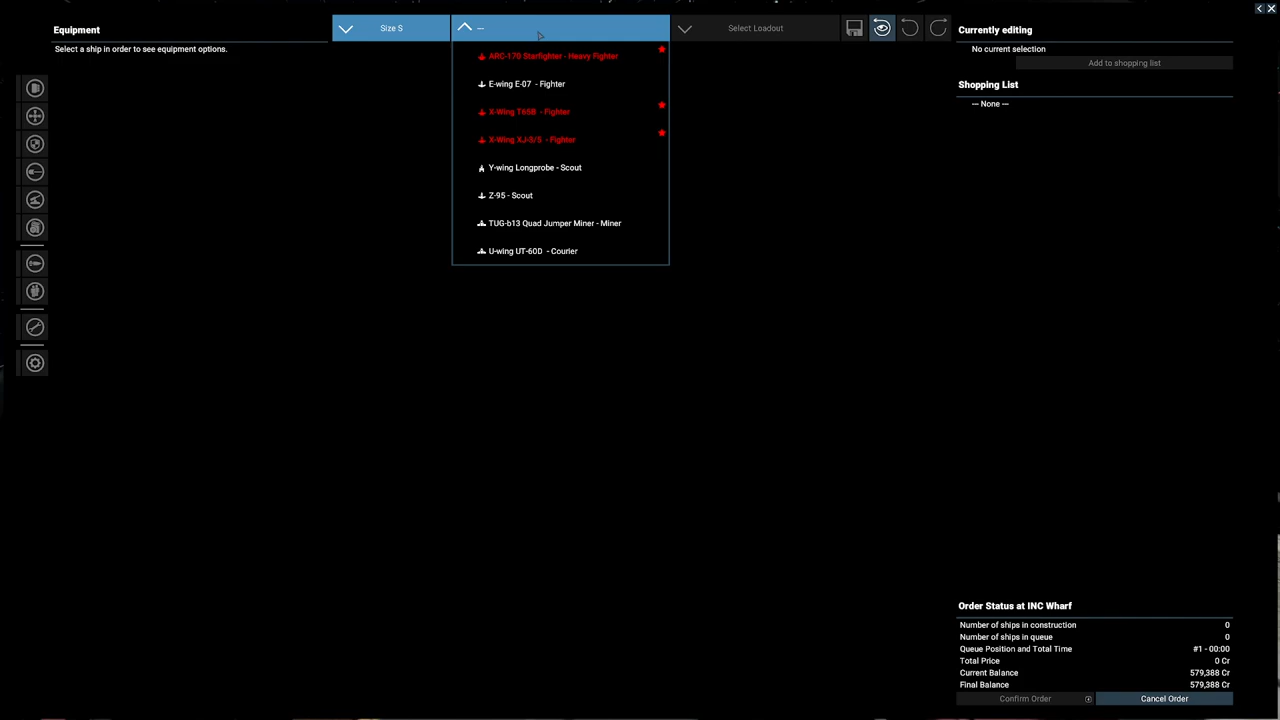 Equipment
Select a ship in order to see equipment options.
Size S
---
Select Loadout
ARC-170 Starfighter - Heavy Fighter
E-wing E-07 - Fighter
X-Wing T65B - Fighter
X-Wing XJ-3/5 - Fighter
Y-wing Longprobe - Scout
Z-95 - Scout
TUG-b13 Quad Jumper Miner - Miner
U-wing UT-60D - Courier
Currently editing
No current selection
Add to shopping list
Shopping List
--- None ---
Order Status at INC Wharf
Number of ships in construction 0
Number of ships in queue 0
Queue Position and Total Time #1 - 00:00
Total Price 0 Cr
Current Balance 579,388 Cr
Final Balance 579,388 Cr
Confirm Order
Cancel Order